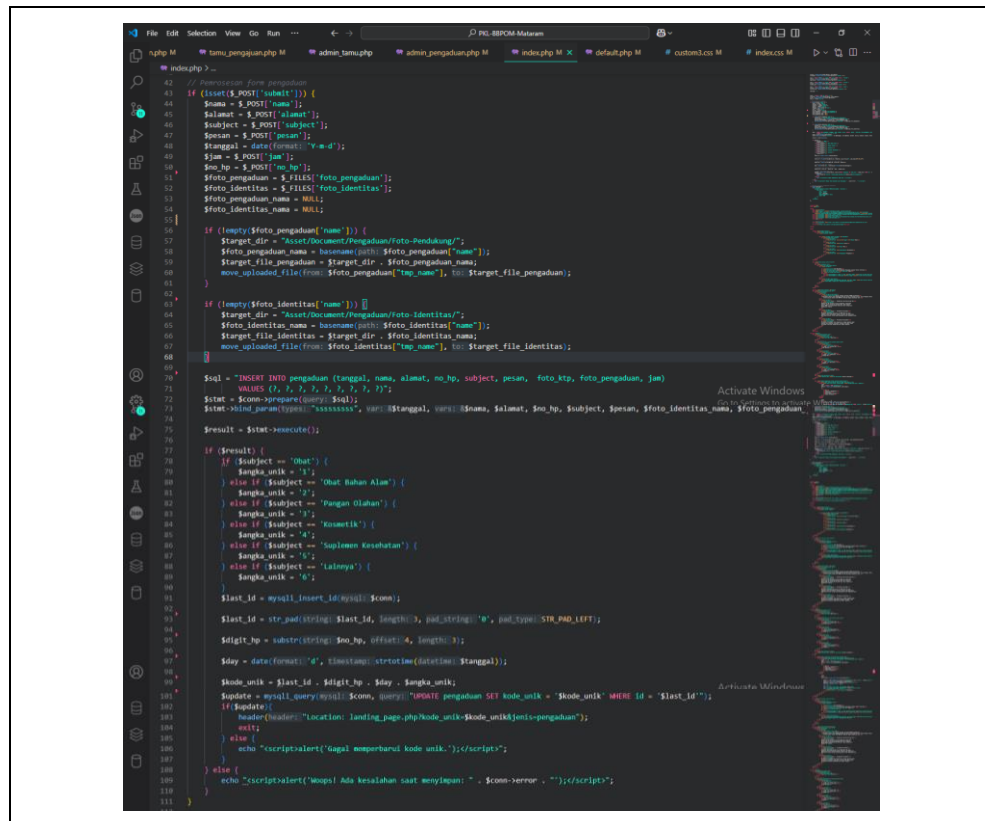 File Edit Selection View Go Run ··· PKL-BBPOM-Mataram
n.php M tamu_pengajuan.php M admin_tamu.php admin_pengaduan.php M index.php M default.php M custom3.css M index.css M
index.php > ...
42 // Pemrosesan form pengaduan
43 if (isset($_POST['submit'])) {
44 $nama = $_POST['nama'];
45 $alamat = $_POST['alamat'];
46 $subject = $_POST['subject'];
47 $pesan = $_POST['pesan'];
48 $tanggal = date(format: 'Y-m-d');
49 $jam = $_POST['jam'];
50 $no_hp = $_POST['no_hp'];
51 $foto_pengaduan = $_FILES['foto_pengaduan'];
52 $foto_identitas = $_FILES['foto_identitas'];
53 $foto_pengaduan_nama = NULL;
54 $foto_identitas_nama = NULL;
55
56 if (!empty($foto_pengaduan['name'])) {
57 $target_dir = "Asset/Document/Pengaduan/Foto-Pendukung/";
58 $foto_pengaduan_nama = basename(path: $foto_pengaduan["name"]);
59 $target_file_pengaduan = $target_dir . $foto_pengaduan_nama;
60 move_uploaded_file(from: $foto_pengaduan["tmp_name"], to: $target_file_pengaduan);
61 }
62
63 if (!empty($foto_identitas['name'])) {
64 $target_dir = "Asset/Document/Pengaduan/Foto-Identitas/";
65 $foto_identitas_nama = basename(path: $foto_identitas["name"]);
66 $target_file_identitas = $target_dir . $foto_identitas_nama;
67 move_uploaded_file(from: $foto_identitas["tmp_name"], to: $target_file_identitas);
68 }
69
70 $sql = "INSERT INTO pengaduan (tanggal, nama, alamat, no_hp, subject, pesan, foto_ktp, foto_pengaduan, jam)
71 VALUES (?, ?, ?, ?, ?, ?, ?, ?, ?)";
72 $stmt = $conn->prepare(query: $sql);
73 $stmt->bind_param(types: "sssssssss", var: &$tanggal, vars: &$nama, $alamat, $no_hp, $subject, $pesan, $foto_identitas_nama, $foto_pengaduan_
74
75 $result = $stmt->execute();
76
77 if ($result) {
78 if ($subject == 'Obat') {
79 $angka_unik = '1';
80 } else if ($subject == 'Obat Bahan Alam') {
81 $angka_unik = '2';
82 } else if ($subject == 'Pangan Olahan') {
83 $angka_unik = '3';
84 } else if ($subject == 'Kosmetik') {
85 $angka_unik = '4';
86 } else if ($subject == 'Suplemen Kesehatan') {
87 $angka_unik = '5';
88 } else if ($subject == 'Lainnya') {
89 $angka_unik = '6';
90 }
91 $last_id = mysqli_insert_id(mysql: $conn);
92
93 $last_id = str_pad(string: $last_id, length: 3, pad_string: '0', pad_type: STR_PAD_LEFT);
94
95 $digit_hp = substr(string: $no_hp, offset: 4, length: 3);
96
97 $day = date(format: 'd', timestamp: strtotime(datetime: $tanggal));
98
99 $kode_unik = $last_id . $digit_hp . $day . $angka_unik;
101 $update = mysqli_query(mysql: $conn, query: "UPDATE pengaduan SET kode_unik = '$kode_unik' WHERE id = '$last_id'");
102 if($update){
103 header(header: "Location: landing_page.php?kode_unik=$kode_unik&jenis=pengaduan");
104 exit;
105 } else {
106 echo "<script>alert('Gagal memperbarui kode unik.');</script>";
107 }
108 } else {
109 echo "<script>alert('Woops! Ada kesalahan saat menyimpan: " . $conn->error . "');</script>";
110 }
111 }
Activate Windows
Go to Settings to activate Windows.
Activate Windows